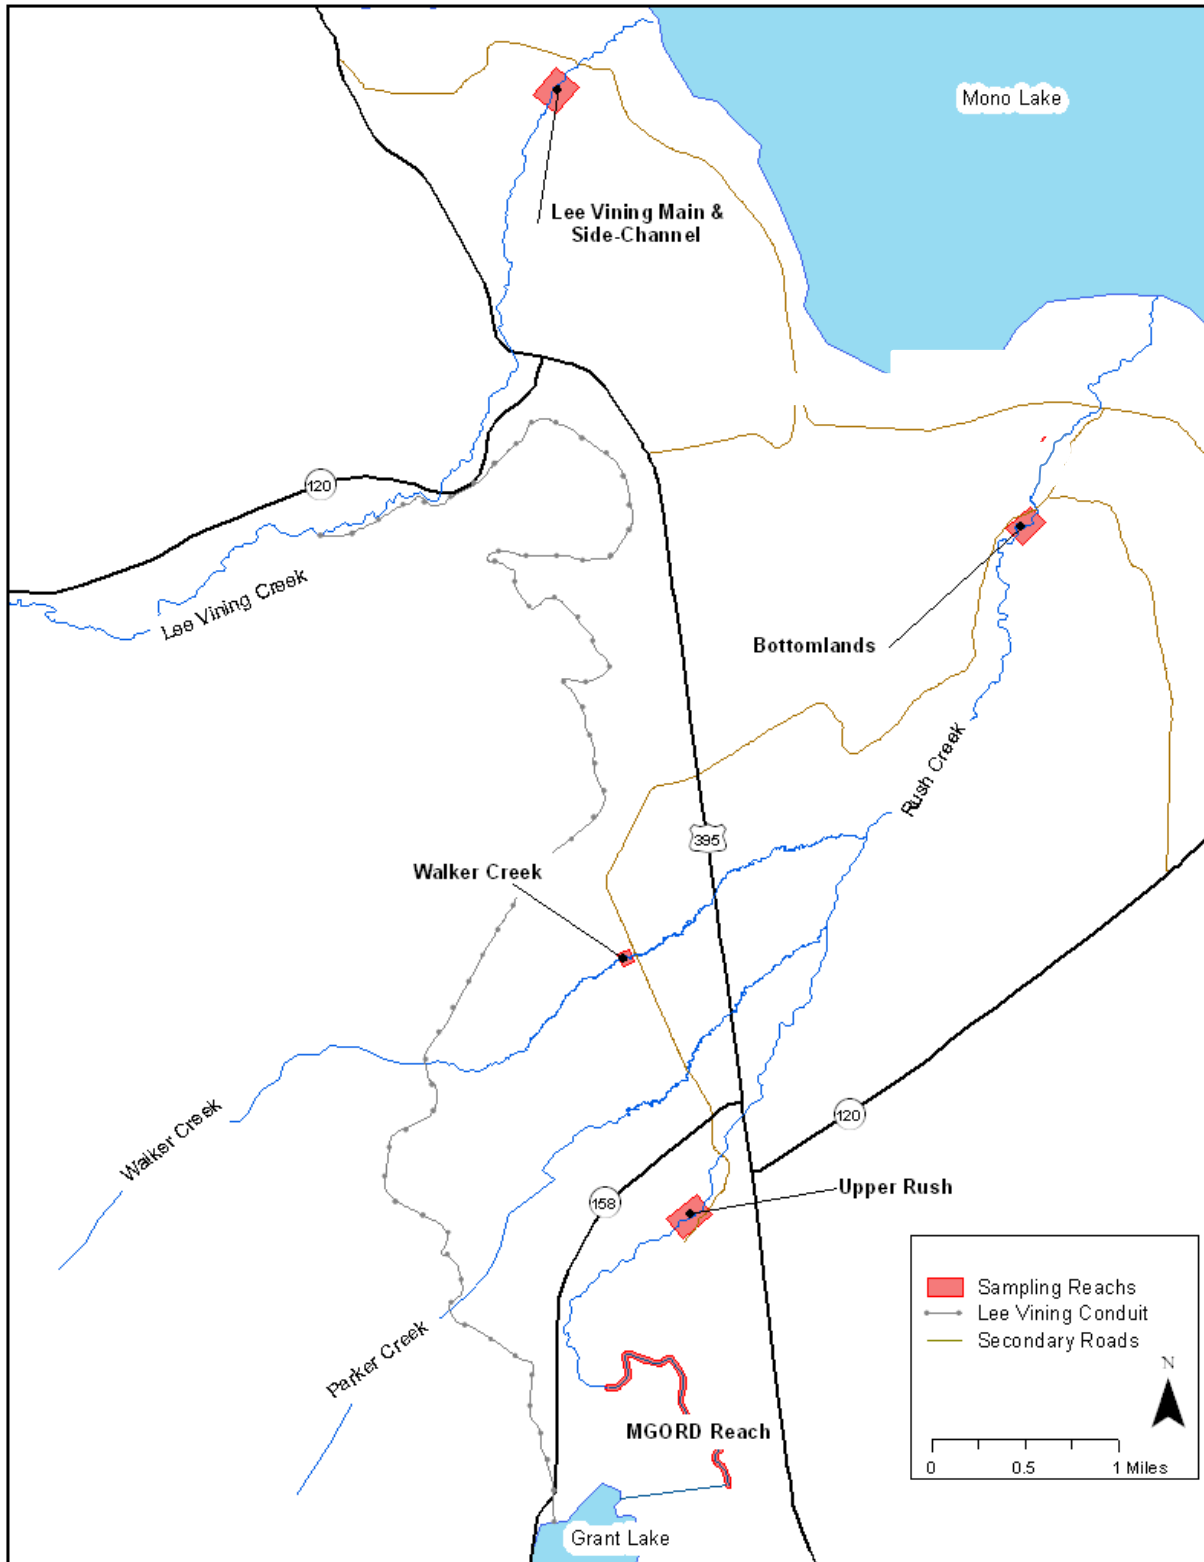 Mono Lake
Lee Vining Main &
Side-Channel
120
Lee Vining Creek
Bottomlands
Rush Creek
395
Walker Creek
Walker Creek
120
158
Upper Rush
Parker Creek
MGORD Reach
Grant Lake
Sampling Reachs
Lee Vining Conduit
Secondary Roads
N
0 0.5 1 Miles